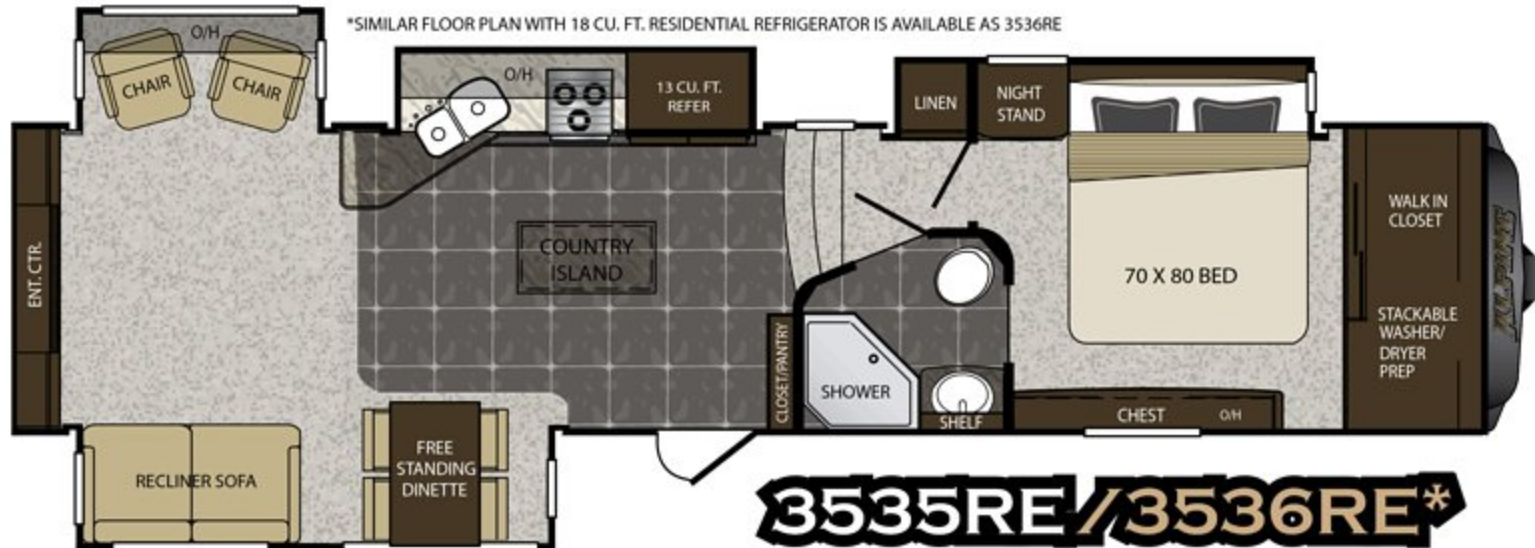 *SIMILAR FLOOR PLAN WITH 18 CU. FT. RESIDENTIAL REFRIGERATOR IS AVAILABLE AS 3536RE
O/H
CHAIR
CHAIR
O/H
13 CU. FT.
REFER
LINEN
NIGHT
STAND
ENT. CTR.
COUNTRY
ISLAND
70 X 80 BED
WALK IN
CLOSET
STACKABLE
WASHER/
DRYER
PREP
ALPINE
CLOSET/PANTRY
SHOWER
SHELF
CHEST
O/H
RECLINER SOFA
FREE
STANDING
DINETTE
3535RE/3536RE*